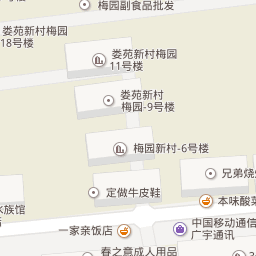 梅园副食品批发
娄苑新村梅园
18号楼
娄苑新村梅园
11号楼
娄苑新村
梅园-9号楼
梅园新村-6号楼
兄弟烧
定做牛皮鞋
本味酸菜
水族馆
一家亲饭店
中国移动通信
广宇通讯
春之意成人用品